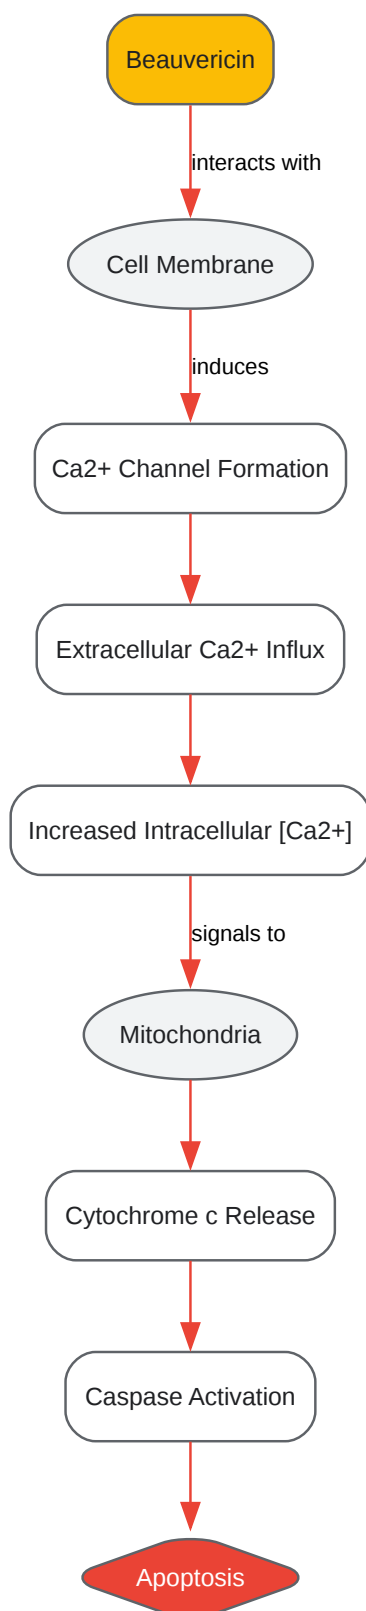 Beauvericin
interacts with
Cell Membrane
induces
Ca2+ Channel Formation
Extracellular Ca2+ Influx
Increased Intracellular [Ca2+]
signals to
Mitochondria
Cytochrome c Release
Caspase Activation
Apoptosis